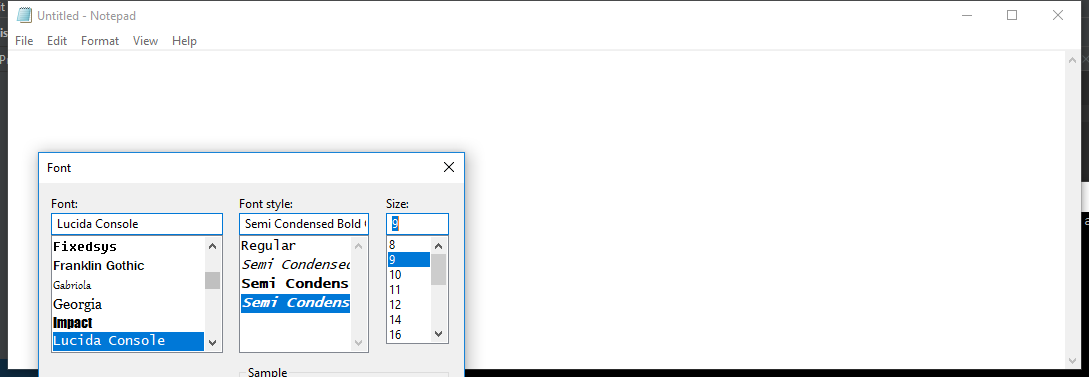 Untitled - Notepad
File Edit Format View Help
Font
Font: Font style: Size:
Lucida Console Semi Condensed Bold 9
Fixedsys Regular 8
Franklin Gothic Semi Condensed 9
Gabriola Semi Condens 10
Georgia Semi Condens 11
Impact 12
Lucida Console 14
16
Sample